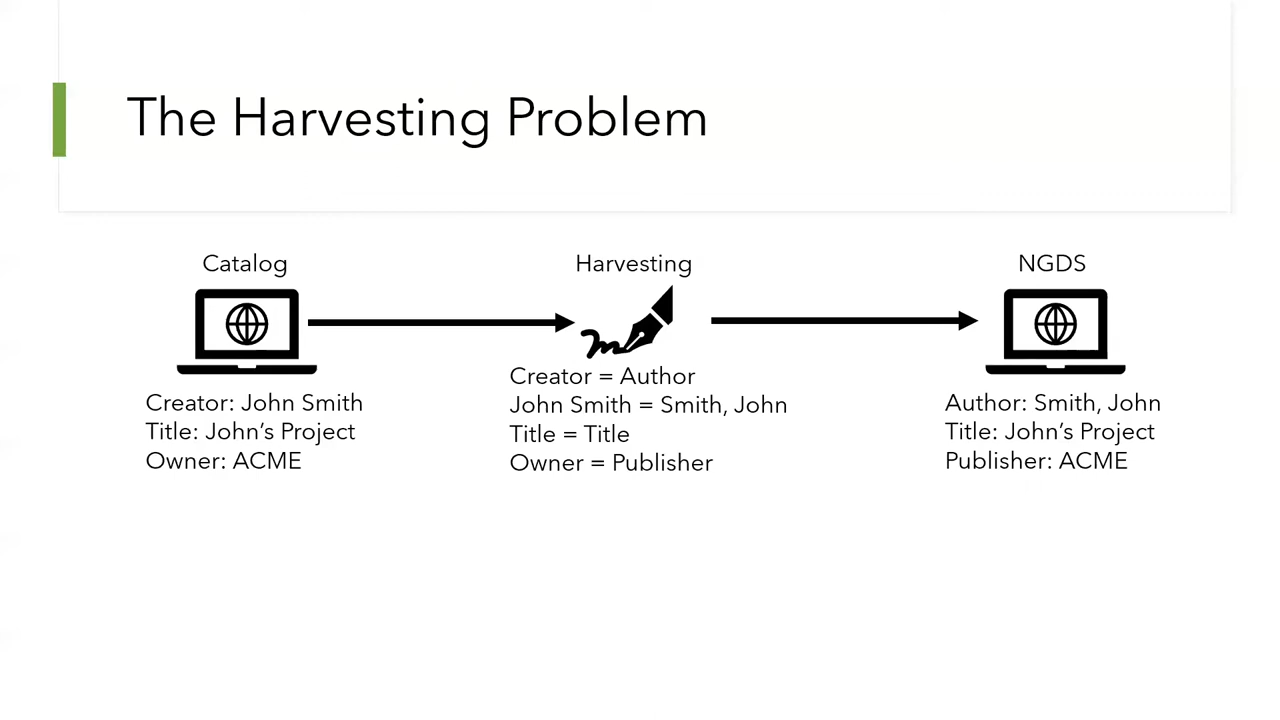 The Harvesting Problem
Catalog
Creator: John Smith
Title: John’s Project
Owner: ACME
Harvesting
Creator = Author
John Smith = Smith, John
Title = Title
Owner = Publisher
NGDS
Author: Smith, John
Title: John’s Project
Publisher: ACME